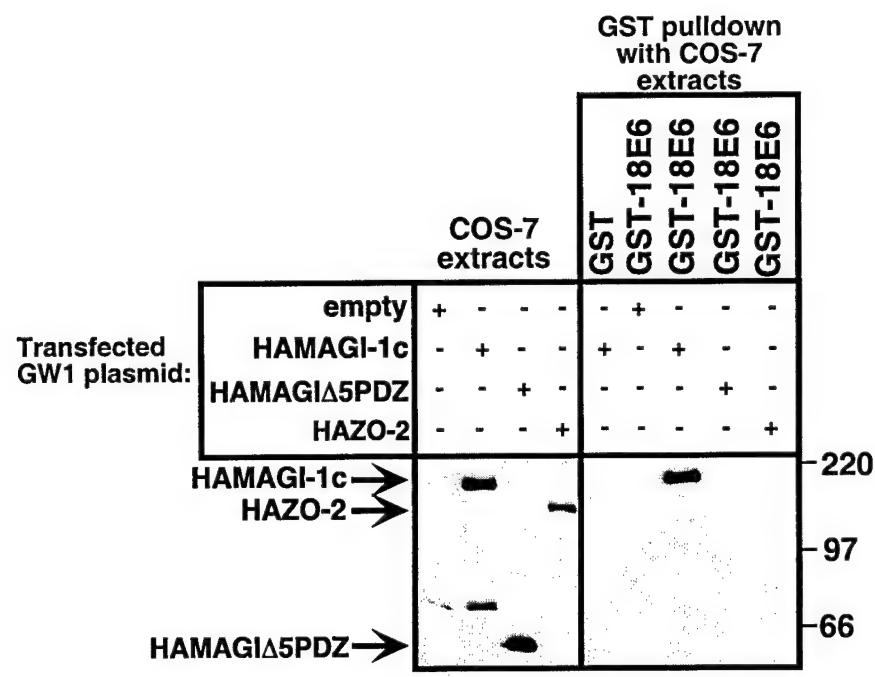 GST pulldown
with COS-7
extracts
GST
GST-18E6
GST-18E6
GST-18E6
GST-18E6
COS-7
extracts
Transfected
GW1 plasmid:
empty + - - - - + - - -
HAMAGI-1c - + - - + - + - -
HAMAGIΔ5PDZ - - + - - - - + -
HAZO-2 - - - + - - - - +
HAMAGI-1c
HAZO-2
HAMAGIΔ5PDZ
220
97
66